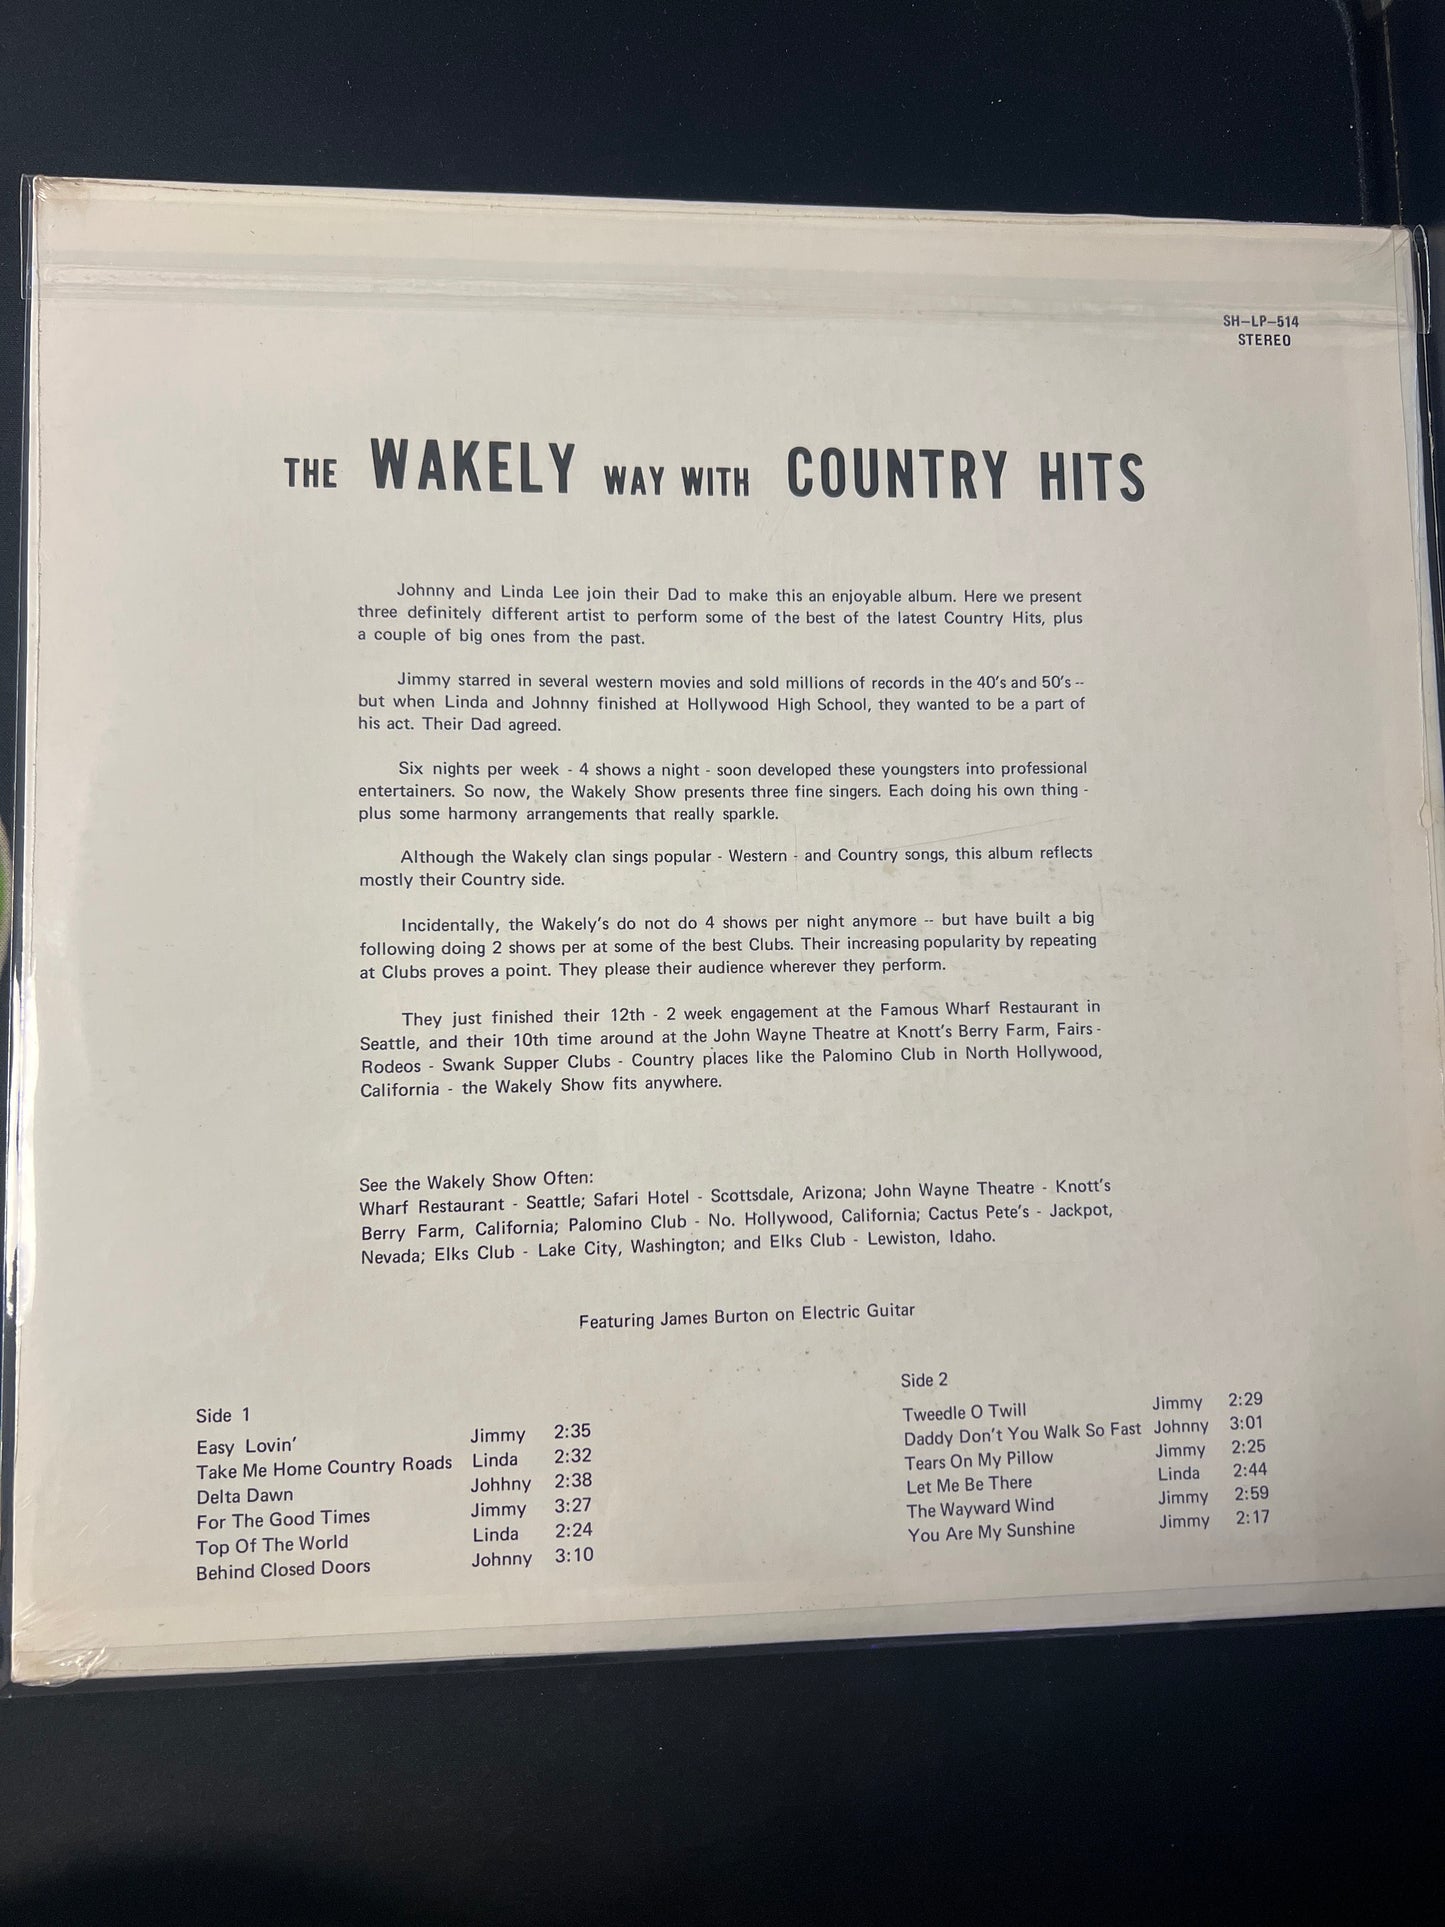 SH-LP-514
STEREO
THE WAKELY WAY WITH COUNTRY HITS
Johnny and Linda Lee join their Dad to make this an enjoyable album. Here we present
three definitely different artist to perform some of the best of the latest Country Hits, plus
a couple of big ones from the past.
Jimmy starred in several western movies and sold millions of records in the 40's and 50's --
but when Linda and Johnny finished at Hollywood High School, they wanted to be a part of
his act. Their Dad agreed.
Six nights per week - 4 shows a night - soon developed these youngsters into professional
entertainers. So now, the Wakely Show presents three fine singers. Each doing his own thing -
plus some harmony arrangements that really sparkle.
Although the Wakely clan sings popular - Western - and Country songs, this album reflects
mostly their Country side.
Incidentally, the Wakely's do not do 4 shows per night anymore -- but have built a big
following doing 2 shows per at some of the best Clubs. Their increasing popularity by repeating
at Clubs proves a point. They please their audience wherever they perform.
They just finished their 12th - 2 week engagement at the Famous Wharf Restaurant in
Seattle, and their 10th time around at the John Wayne Theatre at Knott's Berry Farm, Fairs -
Rodeos - Swank Supper Clubs - Country places like the Palomino Club in North Hollywood,
California - the Wakely Show fits anywhere.
See the Wakely Show Often:
Wharf Restaurant - Seattle; Safari Hotel - Scottsdale, Arizona; John Wayne Theatre - Knott's
Berry Farm, California; Palomino Club - No. Hollywood, California; Cactus Pete's - Jackpot,
Nevada; Elks Club - Lake City, Washington; and Elks Club - Lewiston, Idaho.
Featuring James Burton on Electric Guitar
Side 1
Easy Lovin' Jimmy 2:35
Take Me Home Country Roads Linda 2:32
Delta Dawn Johhny 2:38
For The Good Times Jimmy 3:27
Top Of The World Linda 2:24
Behind Closed Doors Johnny 3:10
Side 2
Tweedle O Twill Jimmy 2:29
Daddy Don't You Walk So Fast Johnny 3:01
Tears On My Pillow Jimmy 2:25
Let Me Be There Linda 2:44
The Wayward Wind Jimmy 2:59
You Are My Sunshine Jimmy 2:17